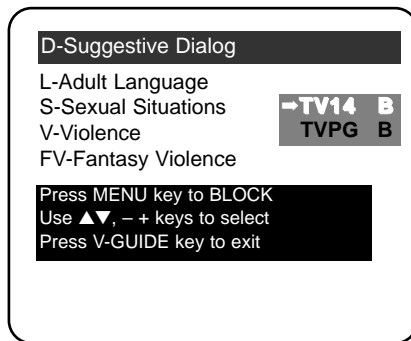 D-Suggestive Dialog
L-Adult Language
S-Sexual Situations ➡TV14 B
V-Violence TVPG B
FV-Fantasy Violence
Press MENU key to BLOCK
Use ▲▼, – + keys to select
Press V-GUIDE key to exit